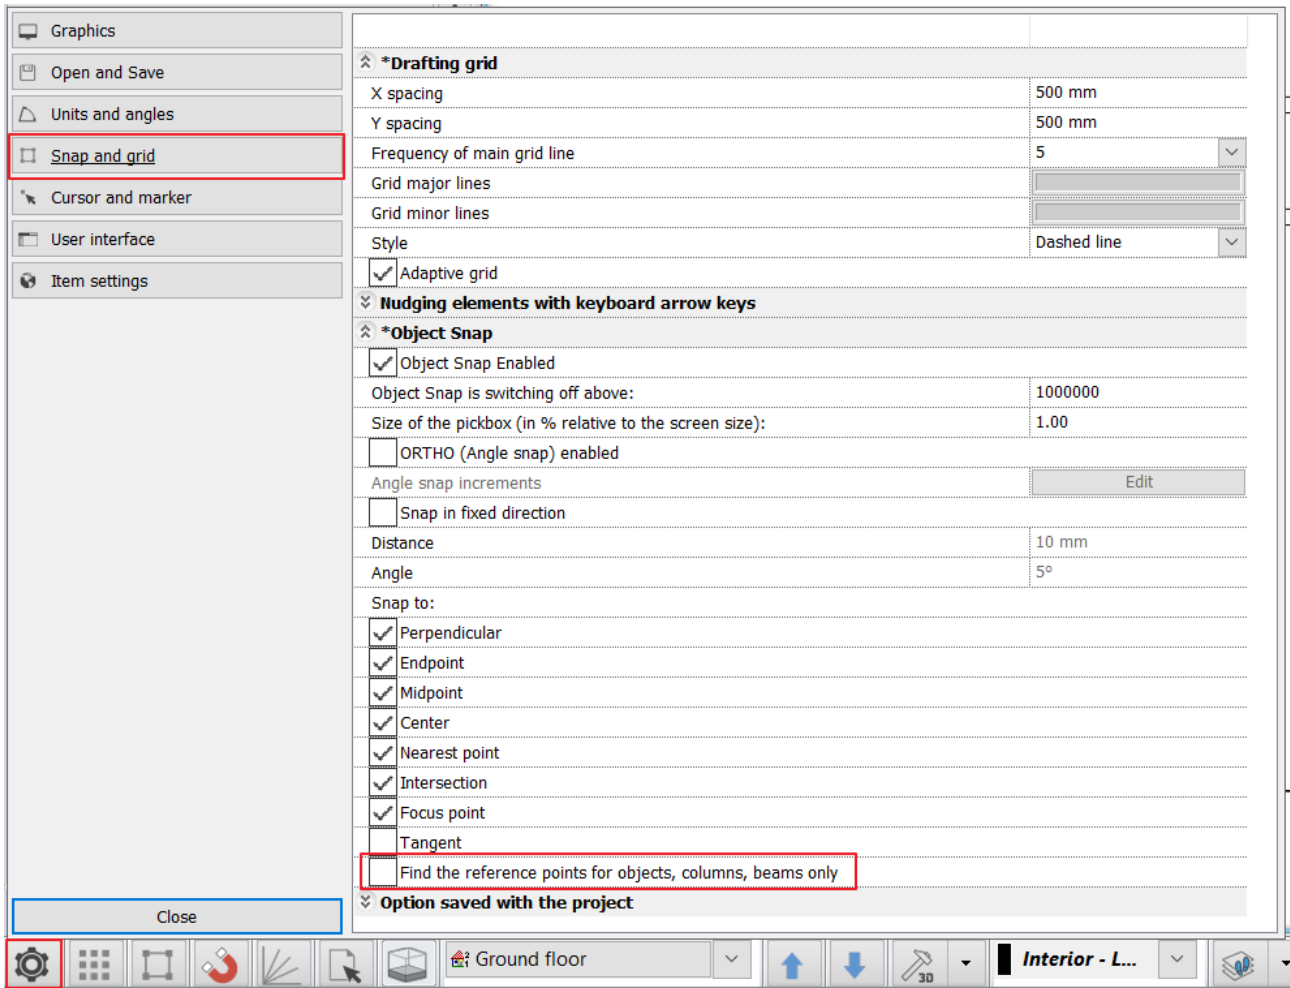 Graphics
Open and Save
Units and angles
Snap and grid
Cursor and marker
User interface
Item settings
Close
*Drafting grid
X spacing 500 mm
Y spacing 500 mm
Frequency of main grid line 5
Grid major lines
Grid minor lines
Style Dashed line
Adaptive grid
Nudging elements with keyboard arrow keys
*Object Snap
Object Snap Enabled
Object Snap is switching off above: 1000000
Size of the pickbox (in % relative to the screen size): 1.00
ORTHO (Angle snap) enabled
Angle snap increments Edit
Snap in fixed direction
Distance 10 mm
Angle 5°
Snap to:
Perpendicular
Endpoint
Midpoint
Center
Nearest point
Intersection
Focus point
Tangent
Find the reference points for objects, columns, beams only
Option saved with the project
Ground floor 3D Interior - L...